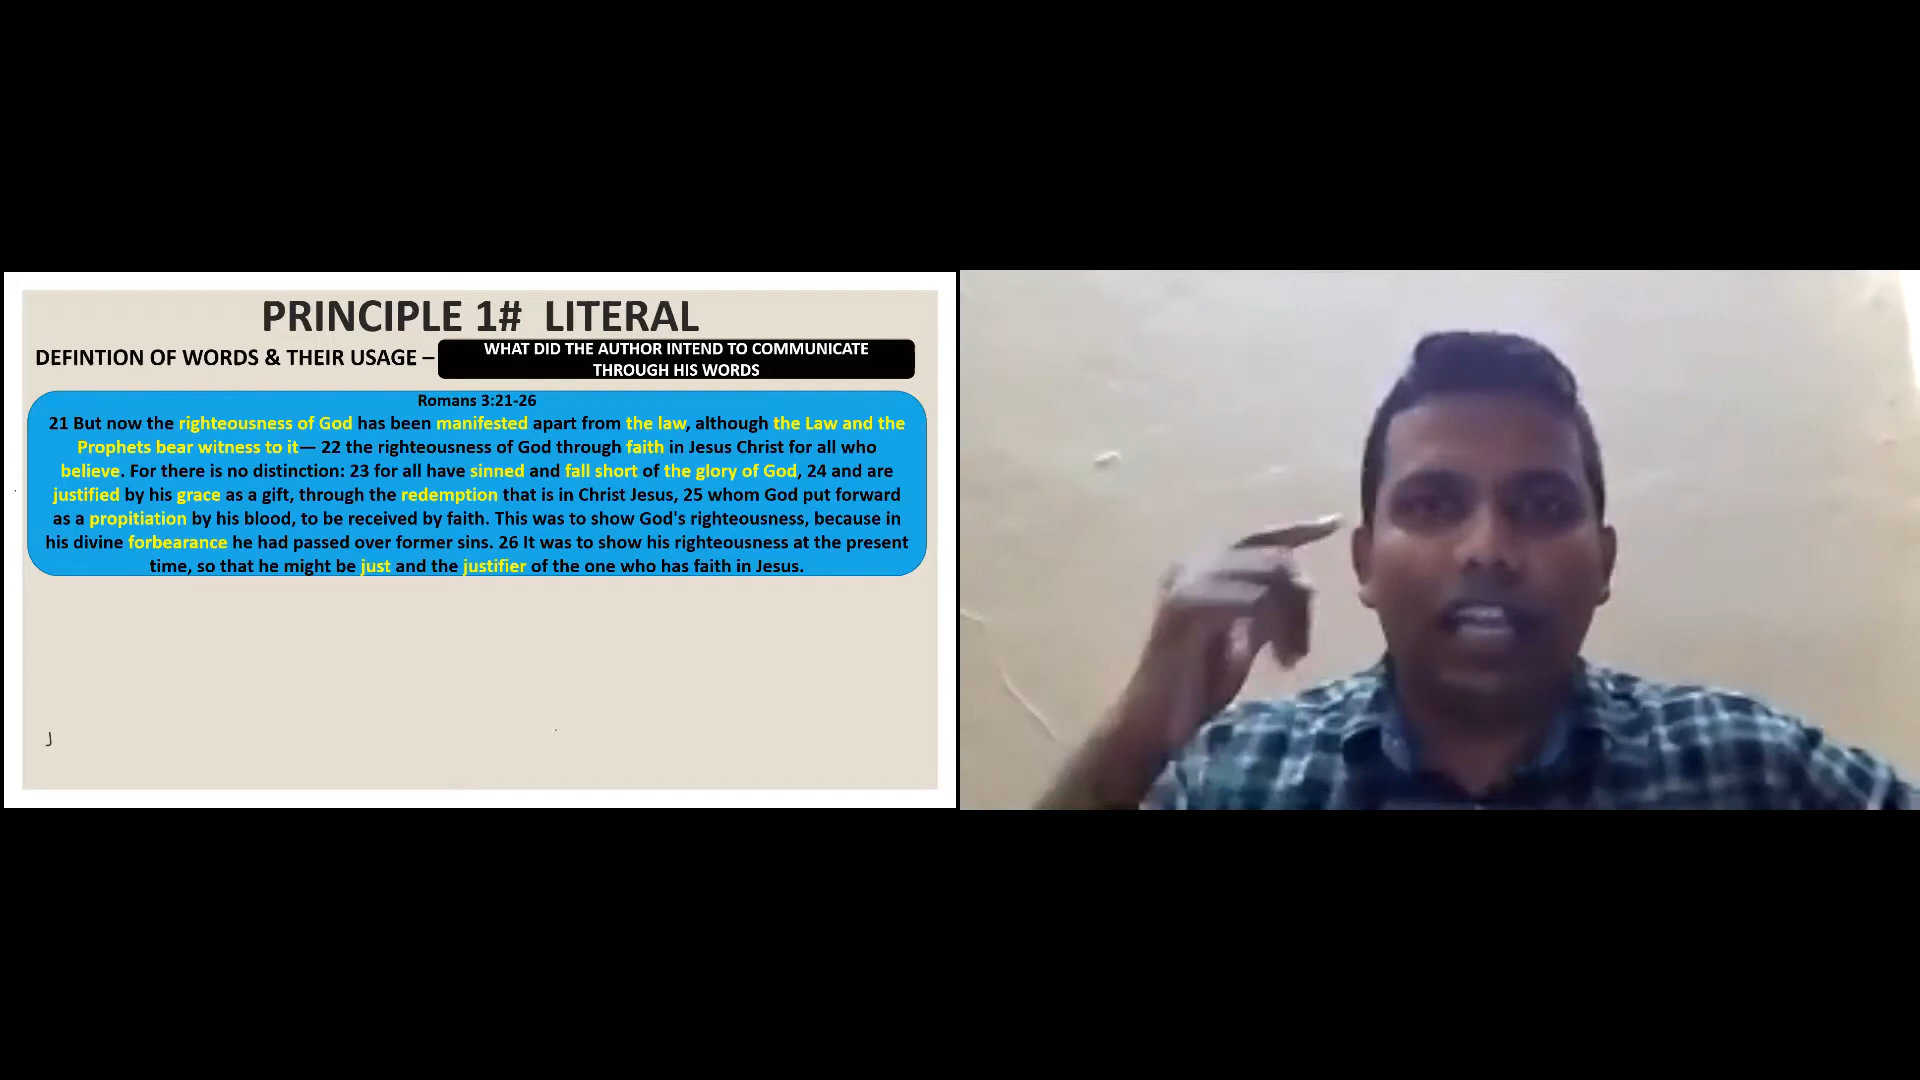 PRINCIPLE 1# LITERAL
DEFINTION OF WORDS & THEIR USAGE –
WHAT DID THE AUTHOR INTEND TO COMMUNICATE
THROUGH HIS WORDS
Romans 3:21-26
21 But now the righteousness of God has been manifested apart from the law, although the Law and the
Prophets bear witness to it— 22 the righteousness of God through faith in Jesus Christ for all who
believe. For there is no distinction: 23 for all have sinned and fall short of the glory of God, 24 and are
justified by his grace as a gift, through the redemption that is in Christ Jesus, 25 whom God put forward
as a propitiation by his blood, to be received by faith. This was to show God's righteousness, because in
his divine forbearance he had passed over former sins. 26 It was to show his righteousness at the present
time, so that he might be just and the justifier of the one who has faith in Jesus.
J